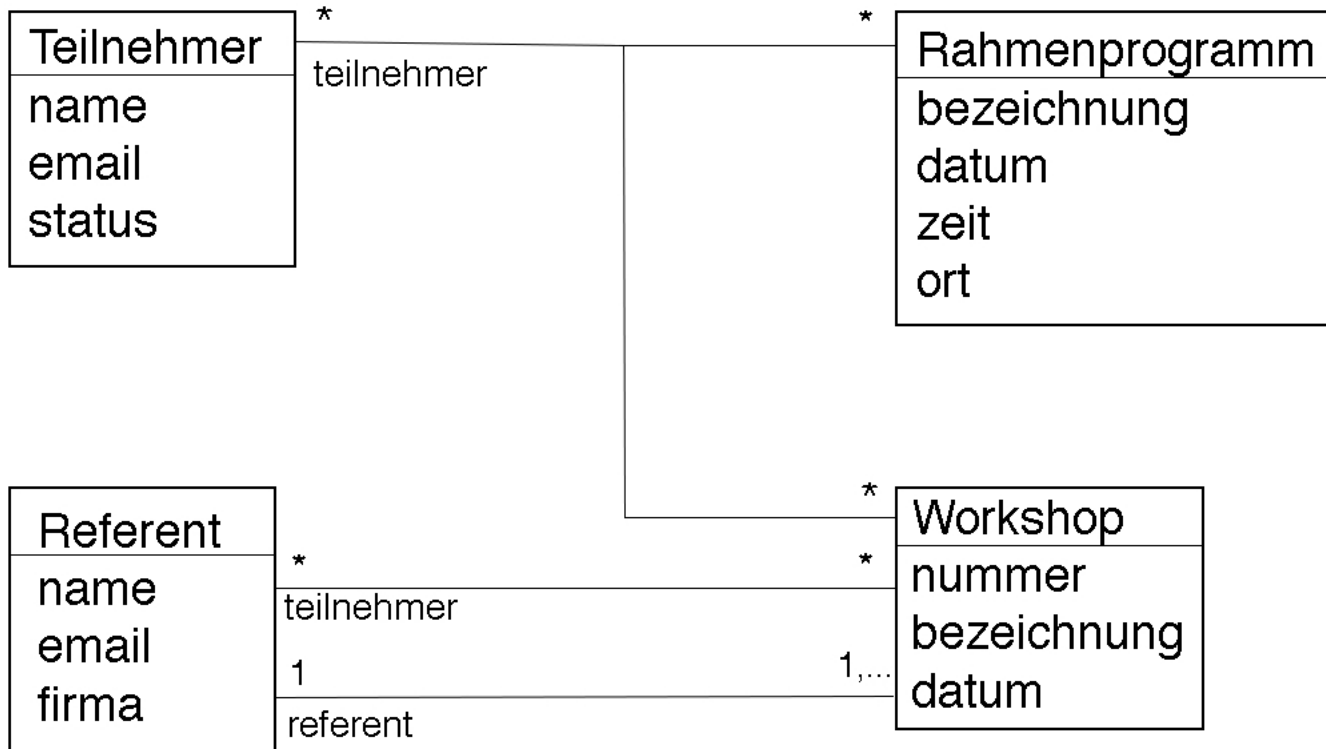 Teilnehmer
name
email
status
*
teilnehmer
*
Rahmenprogramm
bezeichnung
datum
zeit
ort
Referent
name
email
firma
*
teilnehmer
1
referent
*
*
1,...
Workshop
nummer
bezeichnung
datum